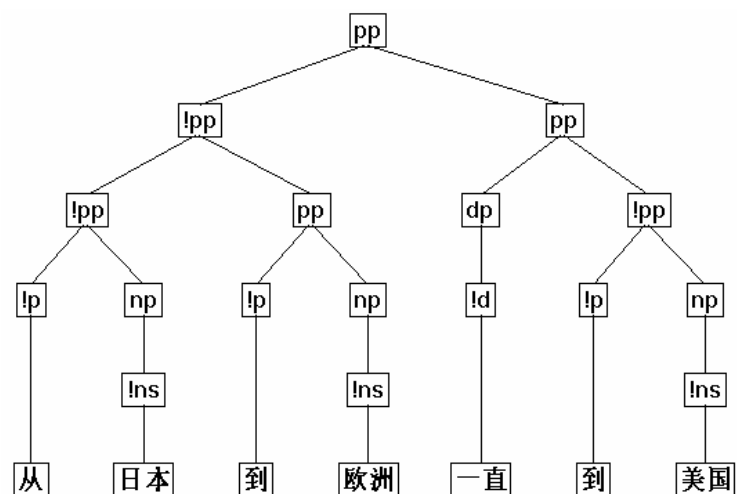 pp
!pp pp
!pp pp dp !pp
!p np !p np !d !p np
!ns !ns !ns
从 日本 到 欧洲 一直 到 美国